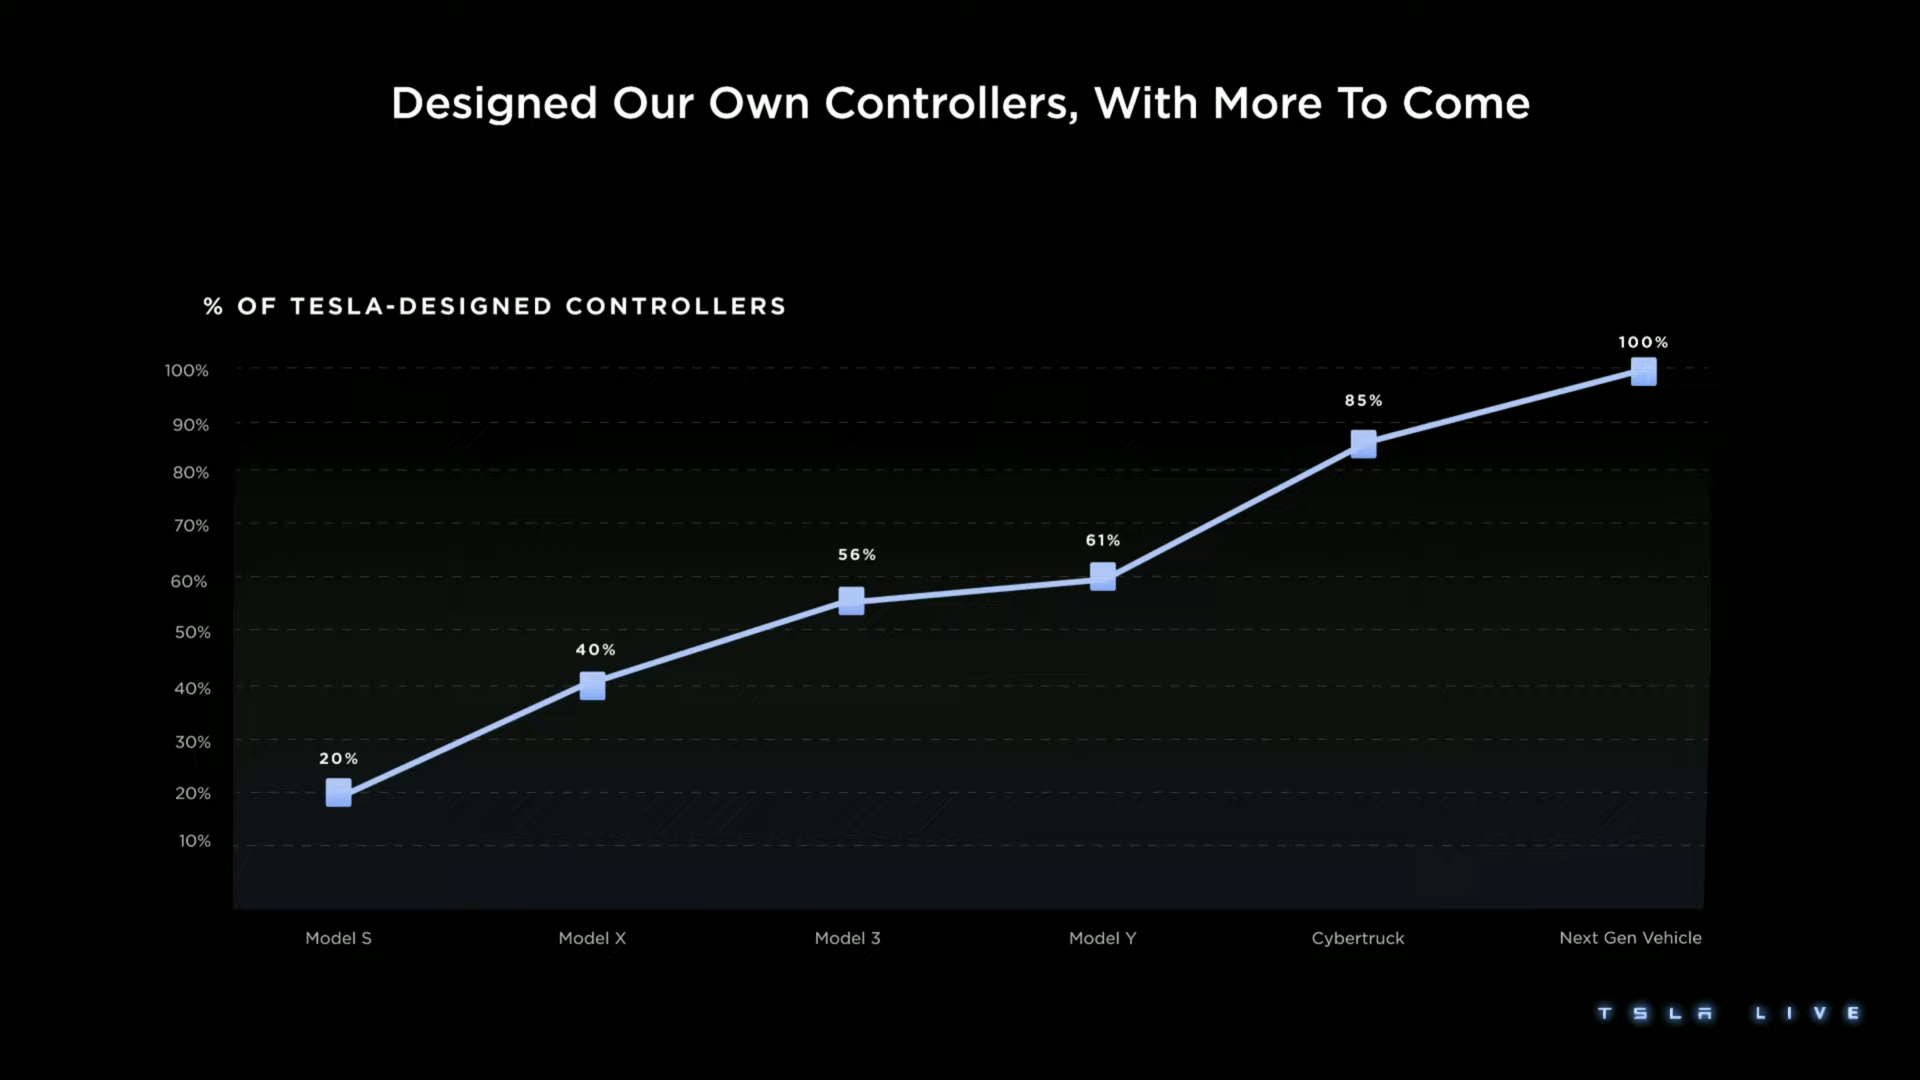 Designed Our Own Controllers, With More To Come
% OF TESLA-DESIGNED CONTROLLERS
100%
90%
80%
70%
60%
50%
40%
30%
20%
10%
20%
40%
56%
61%
85%
100%
Model S
Model X
Model 3
Model Y
Cybertruck
Next Gen Vehicle
TSLA LIVE